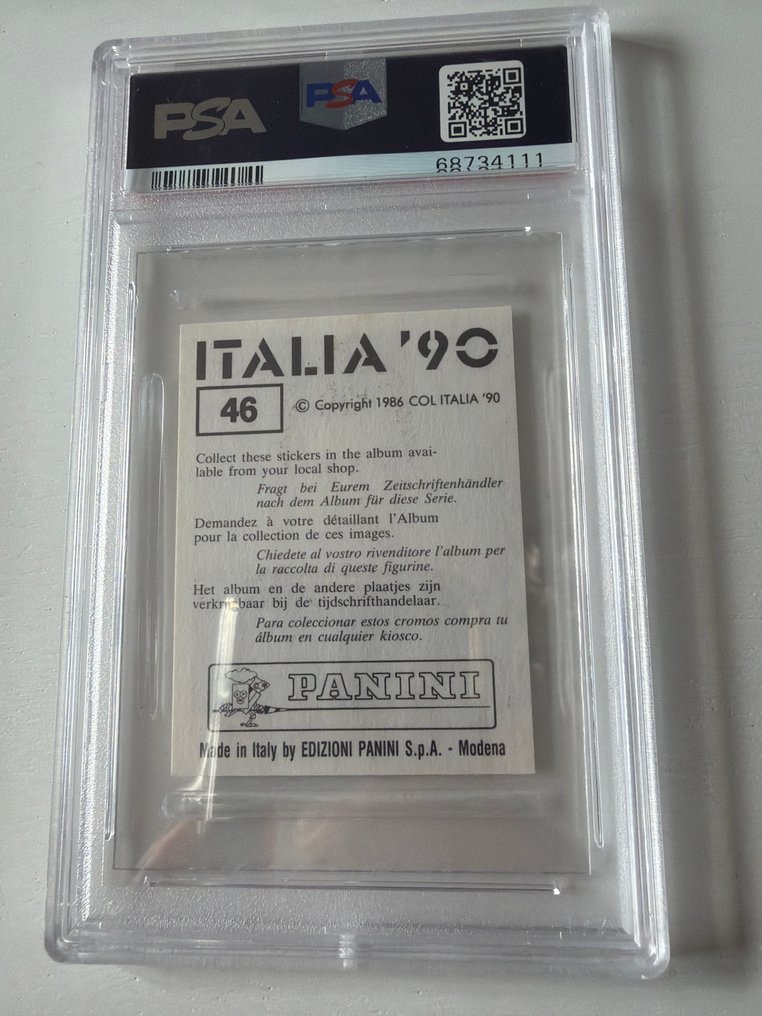 PSA
PSA
68734111
ITALIA '90
46
© Copyright 1986 COL ITALIA '90
Collect these stickers in the album avai-
lable from your local shop.
Fragt bei Eurem Zeitschriftenhändler
nach dem Album für diese Serie.
Demandez à votre détaillant l'Album
pour la collection de ces images.
Chiedete al vostro rivenditore l'album per
la raccolta di queste figurine.
Het album en de andere plaatjes zijn
verkrijgbaar bij de tijdschrifthandelaar.
Para coleccionar estos cromos compra tu
álbum en cualquier kiosco.
PANINI
Made in Italy by EDIZIONI PANINI S.p.A. - Modena